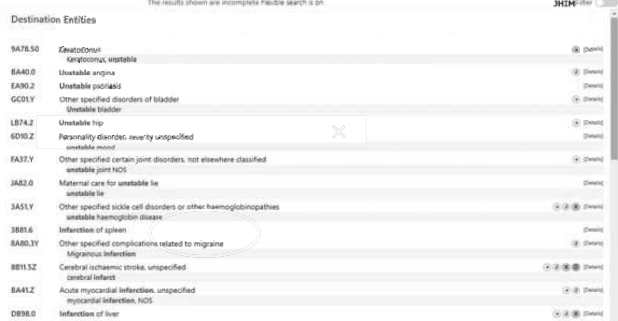 The results shown are incomplete Flexible search is on
JHIM Filter
Destination Entities
9A78.50 Keratoconus [Details]
Keratoconus, unstable
BA40.0 Unstable angina [Details]
EA90.2 Unstable psoriasis [Details]
GC01.Y Other specified disorders of bladder [Details]
Unstable bladder
LB74.2 Unstable hip [Details]
6D10.Z Personality disorder, severity unspecified [Details]
unstable mood
FA37.Y Other specified certain joint disorders, not elsewhere classified [Details]
unstable joint NOS
JA82.0 Maternal care for unstable lie [Details]
unstable lie
3A51.Y Other specified sickle cell disorders or other haemoglobinopathies [Details]
unstable haemoglobin disease
3B81.6 Infarction of spleen [Details]
8A80.3Y Other specified complications related to migraine [Details]
Migrainous infarction
8B11.5Z Cerebral ischaemic stroke, unspecified [Details]
cerebral infarct
BA41.Z Acute myocardial infarction, unspecified [Details]
myocardial infarction, NOS
DB98.0 Infarction of liver [Details]